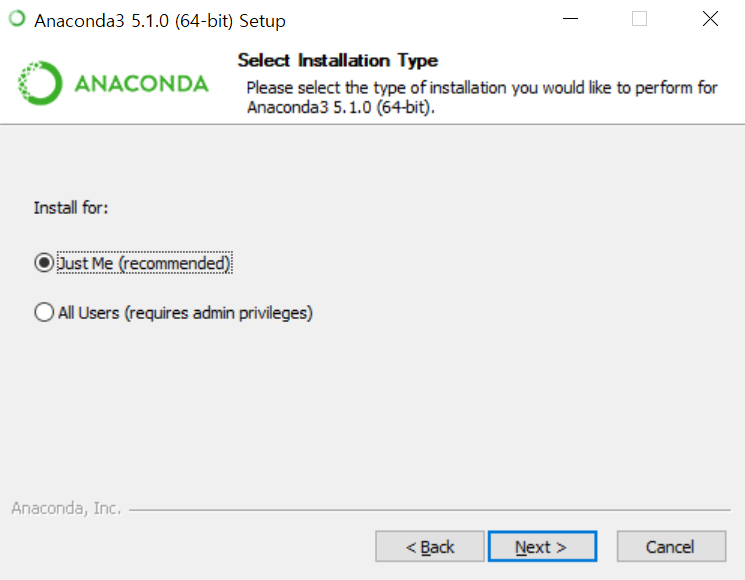 Anaconda3 5.1.0 (64-bit) Setup
ANACONDA
Select Installation Type
Please select the type of installation you would like to perform for
Anaconda3 5.1.0 (64-bit).
Install for:
Just Me (recommended)
All Users (requires admin privileges)
Anaconda, Inc.
< Back
Next >
Cancel